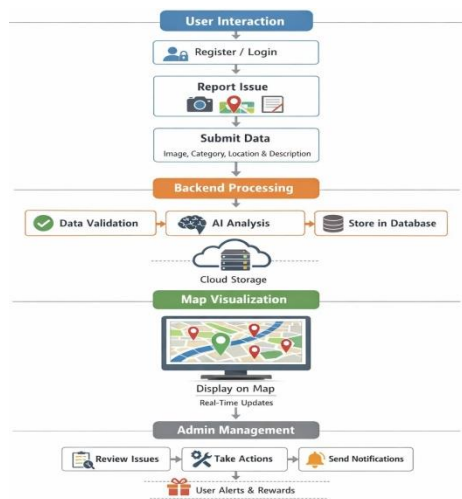 User Interaction
Register / Login
Report Issue
Submit Data
Image, Category, Location & Description
Backend Processing
Data Validation
AI Analysis
Store in Database
Cloud Storage
Map Visualization
Display on Map
Real-Time Updates
Admin Management
Review Issues
Take Actions
Send Notifications
User Alerts & Rewards